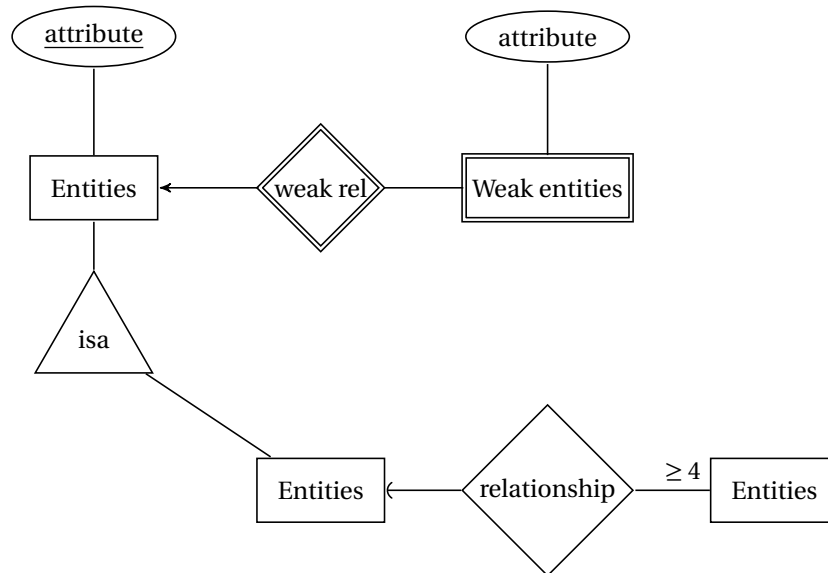 attribute
attribute
Entities
weak rel
Weak entities
isa
Entities
relationship
≥ 4
Entities